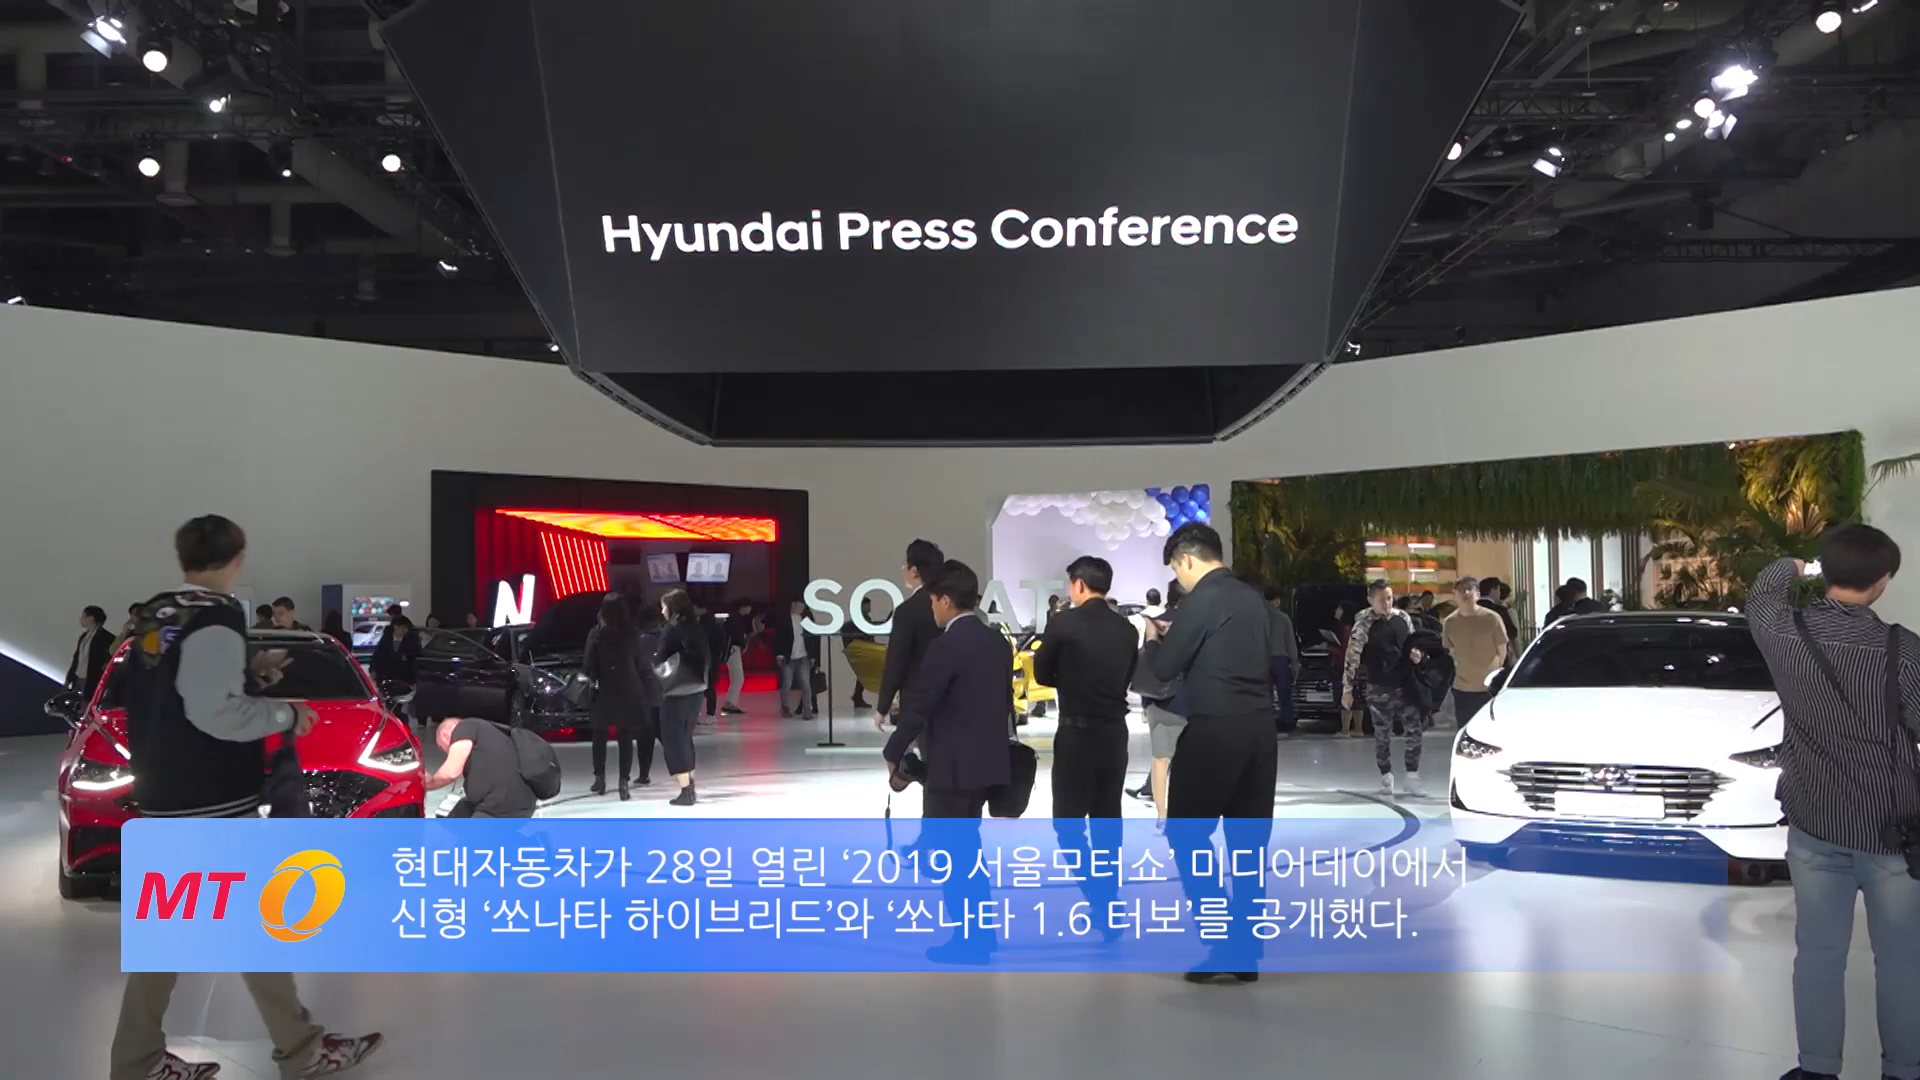 Hyundai Press Conference
N
SONATA
MT
현대자동차가 28일 열린 ‘2019 서울모터쇼’ 미디어데이에서
신형 ‘쏘나타 하이브리드’와 ‘쏘나타 1.6 터보’를 공개했다.